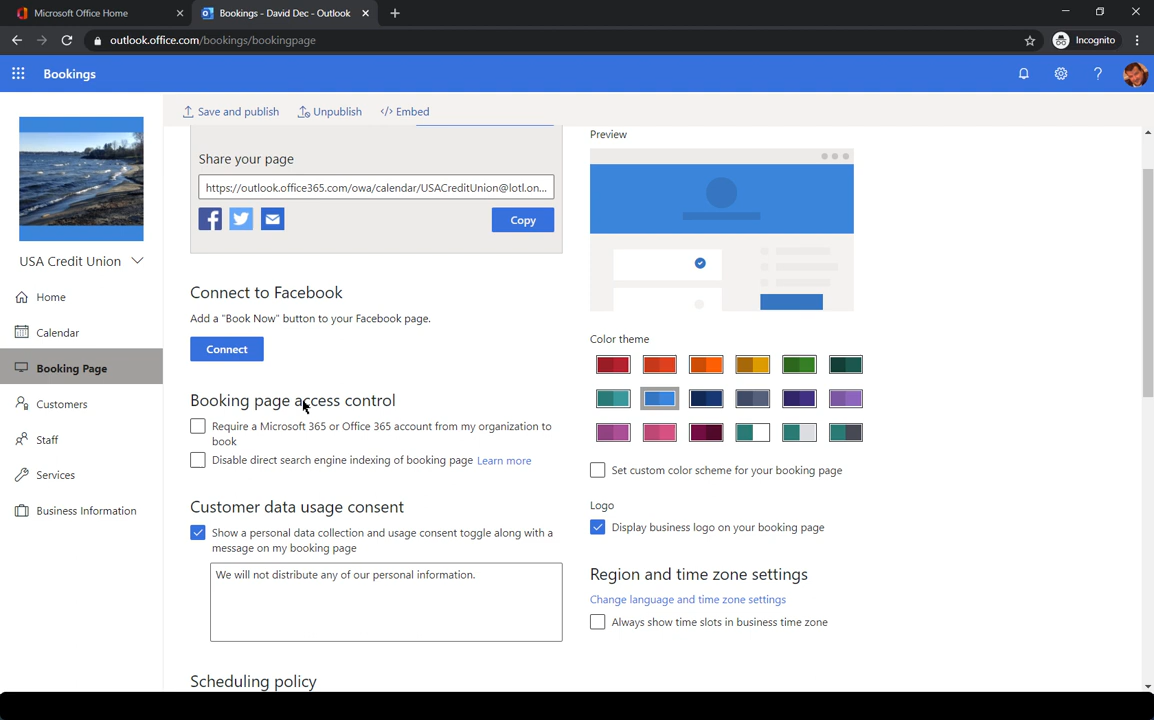 Microsoft Office Home
Bookings - David Dec - Outlook
outlook.office.com/bookings/bookingpage
Incognito
Bookings
Save and publish
Unpublish
</> Embed
USA Credit Union
Home
Calendar
Booking Page
Customers
Staff
Services
Business Information
Share your page
https://outlook.office365.com/owa/calendar/USACreditUnion@lotl.on...
Copy
Connect to Facebook
Add a "Book Now" button to your Facebook page.
Connect
Booking page access control
Require a Microsoft 365 or Office 365 account from my organization to
book
Disable direct search engine indexing of booking page Learn more
Customer data usage consent
Show a personal data collection and usage consent toggle along with a
message on my booking page
We will not distribute any of our personal information.
Scheduling policy
Preview
Color theme
Set custom color scheme for your booking page
Logo
Display business logo on your booking page
Region and time zone settings
Change language and time zone settings
Always show time slots in business time zone